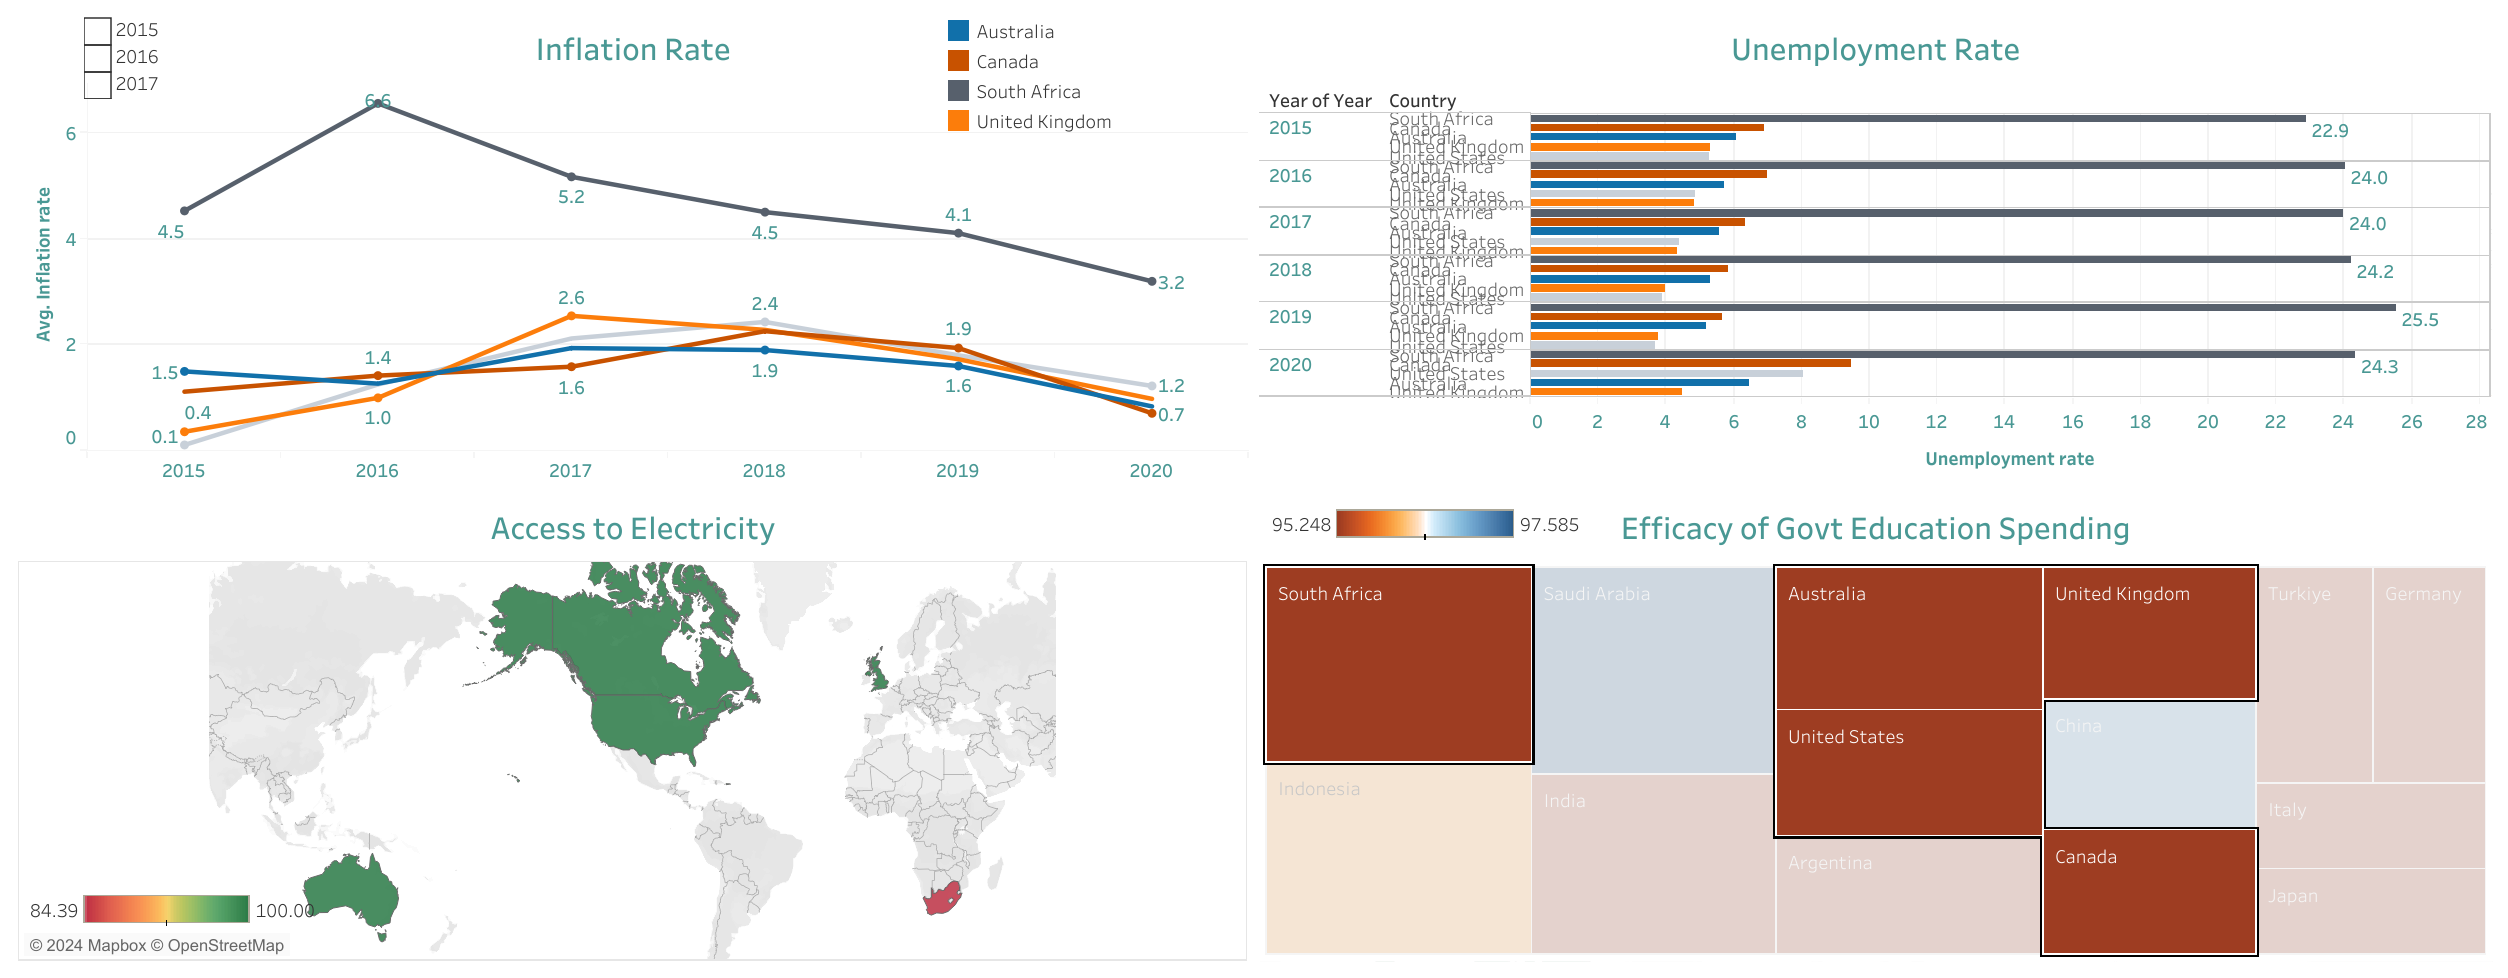 2015
2016
2017
Inflation Rate
Australia
Canada
South Africa
United Kingdom
Avg. Inflation rate
6
4
2
0
6.6
4.5
5.2
4.5
4.1
3.2
2.6
2.4
1.9
1.5
1.4
1.2
0.4
0.1
1.0
1.6
1.9
1.6
0.7
2015 2016 2017 2018 2019 2020
Unemployment Rate
Year of Year Country
2015
South Africa
Canada
Australia
United Kingdom
United States
22.9
2016
South Africa
Canada
Australia
United States
United Kingdom
24.0
2017
South Africa
Canada
Australia
United States
United Kingdom
24.0
2018
South Africa
Canada
Australia
United Kingdom
United States
24.2
2019
South Africa
Canada
Australia
United Kingdom
United States
25.5
2020
South Africa
Canada
United States
Australia
United Kingdom
24.3
0 2 4 6 8 10 12 14 16 18 20 22 24 26 28
Unemployment rate
Access to Electricity
84.39 100.00
© 2024 Mapbox © OpenStreetMap
95.248 97.585
Efficacy of Govt Education Spending
South Africa
Saudi Arabia
Australia
United Kingdom
Turkiye
Germany
United States
China
Indonesia
India
Italy
Argentina
Canada
Japan